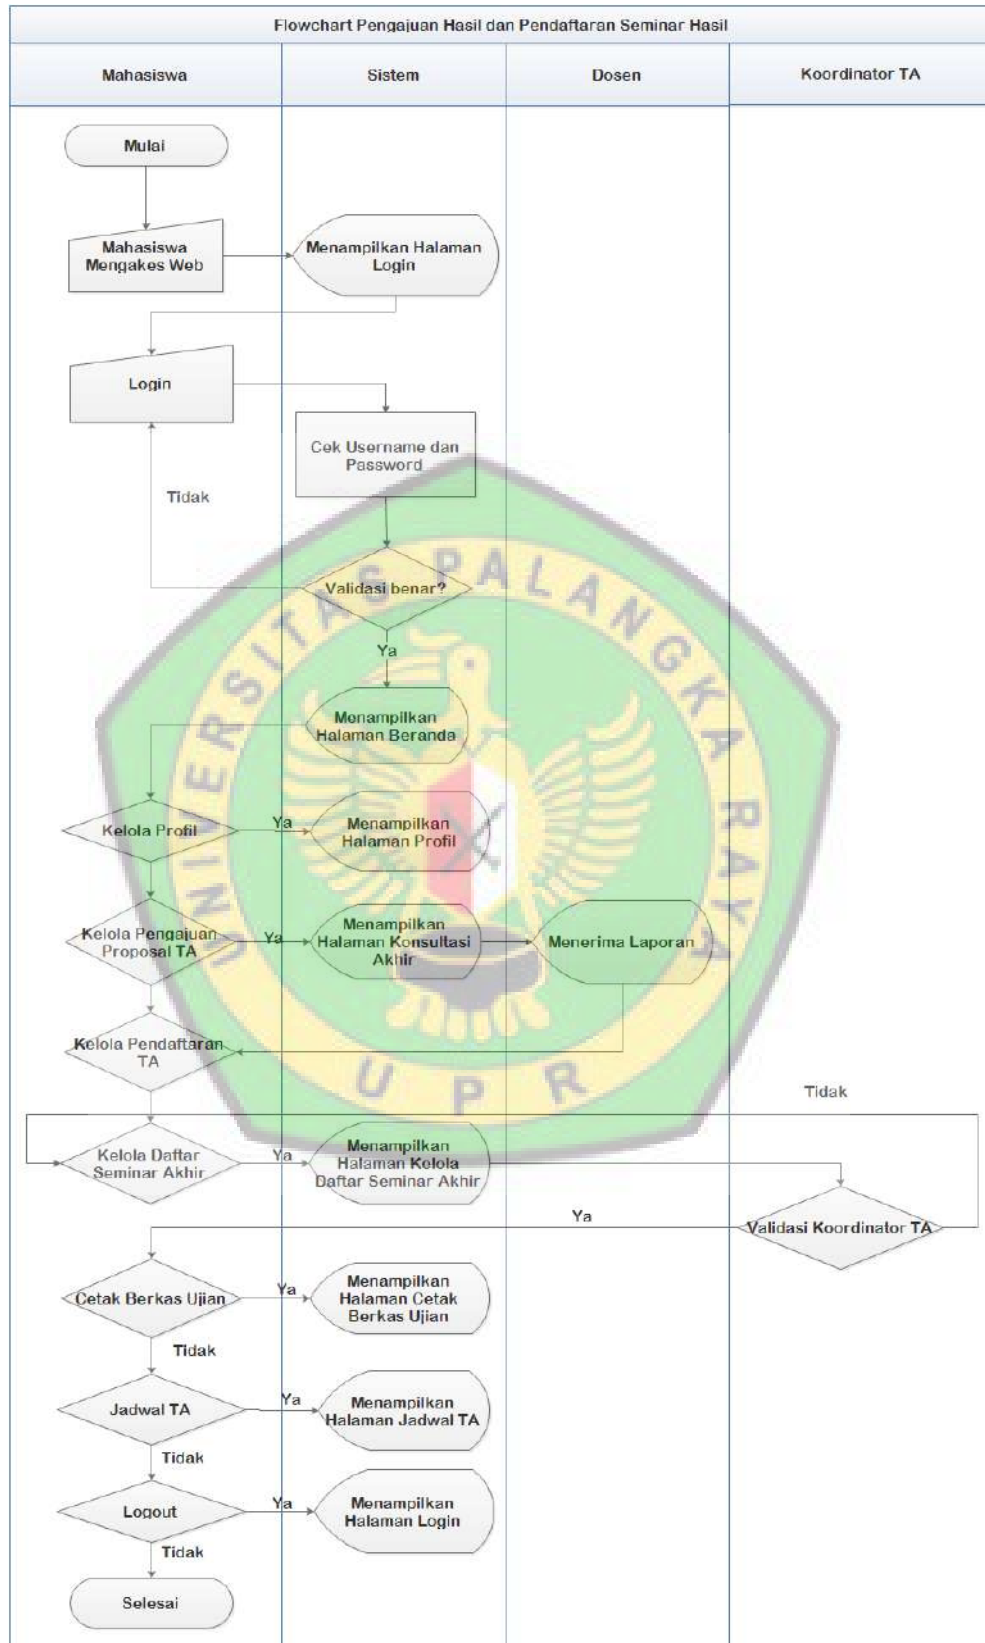 Flowchart Pengajuan Hasil dan Pendaftaran Seminar Hasil
Mahasiswa
Sistem
Dosen
Koordinator TA
Mulai
Mahasiswa
Mengakes Web
Menampilkan Halaman
Login
Login
Cek Username dan
Password
Tidak
Validasi benar?
Ya
Menampilkan
Halaman Beranda
Kelola Profil
Ya
Menampilkan
Halaman Profil
Kelola Pengajuan
Proposal TA
Ya
Menampilkan
Halaman Konsultasi
Akhir
Menerima Laporan
Kelola Pendaftaran
TA
Tidak
Kelola Daftar
Seminar Akhir
Ya
Menampilkan
Halaman Kelola
Daftar Seminar Akhir
Ya
Validasi Koordinator TA
Cetak Berkas Ujian
Ya
Menampilkan
Halaman Cetak
Berkas Ujian
Tidak
Jadwal TA
Ya
Menampilkan
Halaman Jadwal TA
Tidak
Logout
Ya
Menampilkan
Halaman Login
Tidak
Selesai
UNIVERSITAS PALANGKA RAYA
UPR